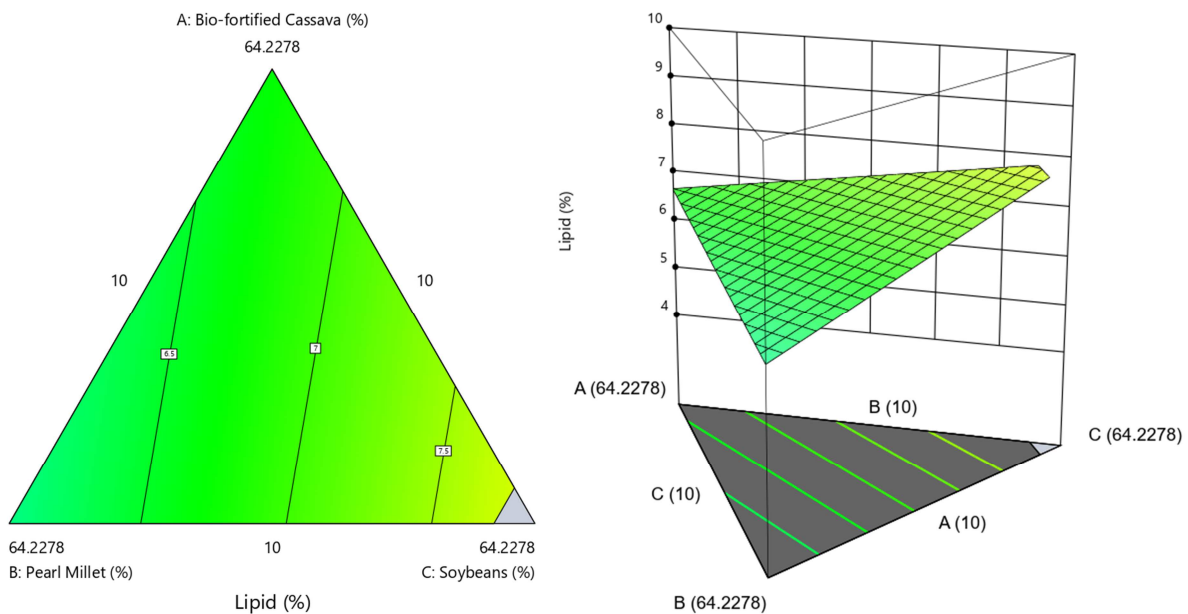 A: Bio-fortified Cassava (%)
64.2278
10
10
6.5
7
7.5
64.2278
10
64.2278
B: Pearl Millet (%)
C: Soybeans (%)
Lipid (%)
10
9
8
7
6
5
4
Lipid (%)
A (64.2278)
B (10)
C (64.2278)
C (10)
A (10)
B (64.2278)